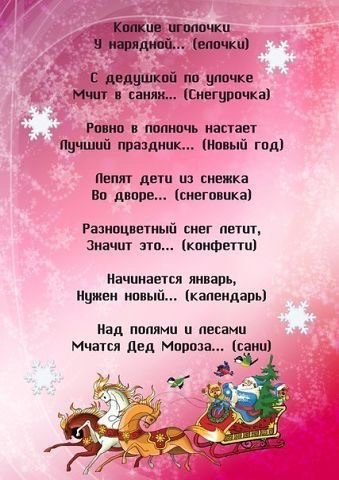 Колкие иголочки
У нарядной... (елочки)
С дедушкой по улочке
Мчит в санях... (Снегурочка)
Ровно в полночь настает
Лучший праздник... (Новый год)
Лепят дети из снежка
Во дворе... (снеговика)
Разноцветный снег летит,
Значит это... (конфетти)
Начинается январь,
Нужен новый... (календарь)
Над полями и лесами
Мчатся Дед Мороза... (сани)